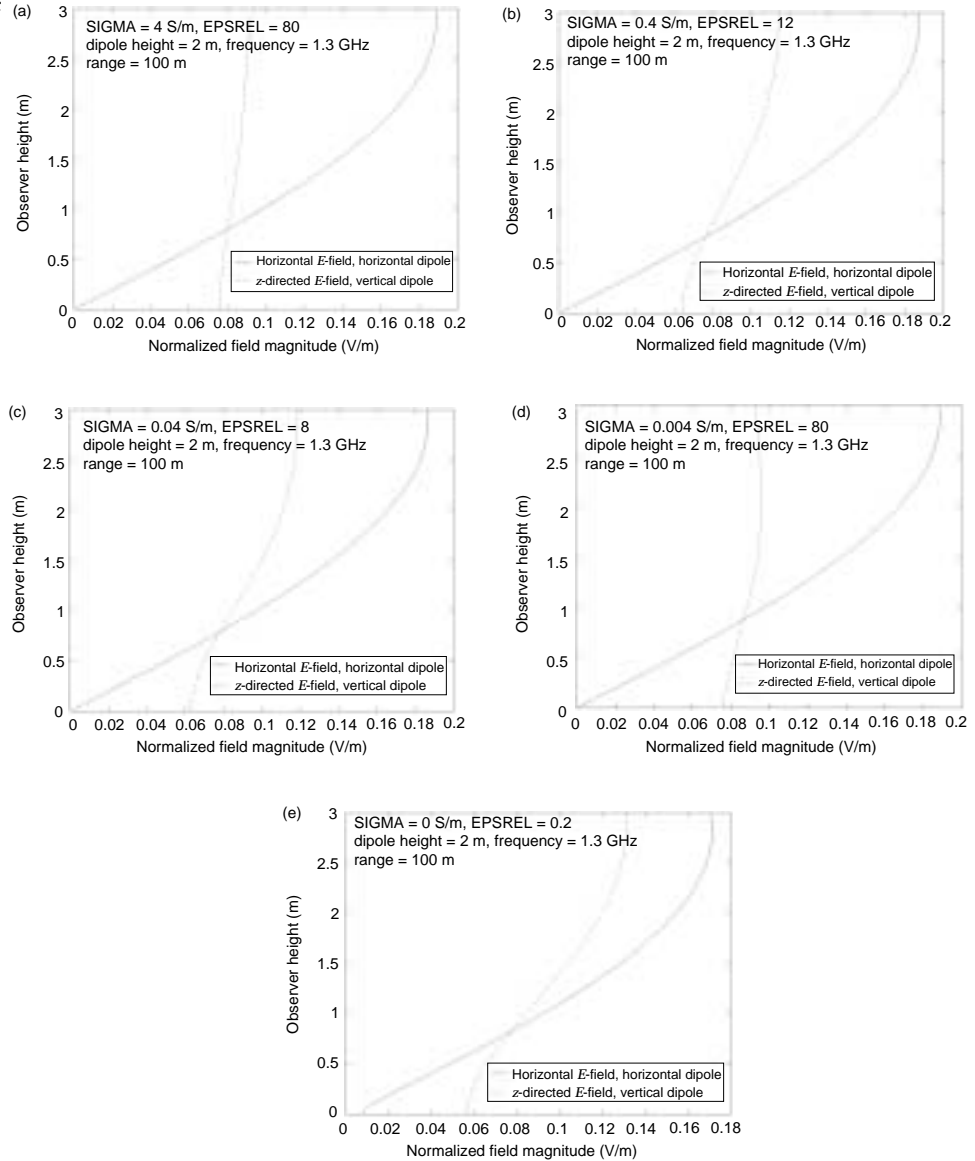 (a)
SIGMA = 4 S/m, EPSREL = 80
dipole height = 2 m, frequency = 1.3 GHz
range = 100 m
3
2.5
2
1.5
1
0.5
0
Observer height (m)
Horizontal E-field, horizontal dipole
z-directed E-field, vertical dipole
0 0.02 0.04 0.06 0.08 0.1 0.12 0.14 0.16 0.18 0.2
Normalized field magnitude (V/m)
(b)
SIGMA = 0.4 S/m, EPSREL = 12
dipole height = 2 m, frequency = 1.3 GHz
range = 100 m
3
2.5
2
1.5
1
0.5
0
Observer height (m)
Horizontal E-field, horizontal dipole
z-directed E-field, vertical dipole
0 0.02 0.04 0.06 0.08 0.1 0.12 0.14 0.16 0.18 0.2
Normalized field magnitude (V/m)
(c)
SIGMA = 0.04 S/m, EPSREL = 8
dipole height = 2 m, frequency = 1.3 GHz
range = 100 m
3
2.5
2
1.5
1
0.5
0
Observer height (m)
Horizontal E-field, horizontal dipole
z-directed E-field, vertical dipole
0 0.02 0.04 0.06 0.08 0.1 0.12 0.14 0.16 0.18 0.2
Normalized field magnitude (V/m)
(d)
SIGMA = 0.004 S/m, EPSREL = 80
dipole height = 2 m, frequency = 1.3 GHz
range = 100 m
3
2.5
2
1.5
1
0.5
0
Observer height (m)
Horizontal E-field, horizontal dipole
z-directed E-field, vertical dipole
0 0.02 0.04 0.06 0.08 0.1 0.12 0.14 0.16 0.18 0.2
Normalized field magnitude (V/m)
(e)
SIGMA = 0 S/m, EPSREL = 0.2
dipole height = 2 m, frequency = 1.3 GHz
range = 100 m
3
2.5
2
1.5
1
0.5
0
Observer height (m)
Horizontal E-field, horizontal dipole
z-directed E-field, vertical dipole
0 0.02 0.04 0.06 0.08 0.10 0.12 0.14 0.16 0.18
Normalized field magnitude (V/m)